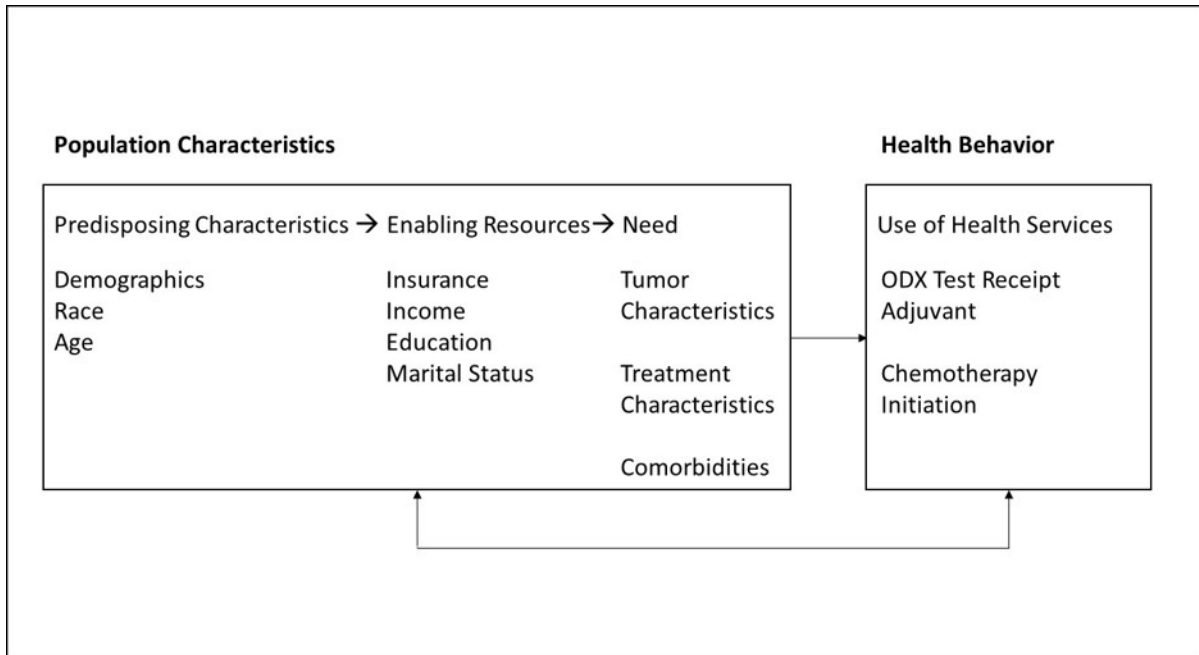 Population Characteristics
Health Behavior
Predisposing Characteristics → Enabling Resources → Need
Demographics
Race
Age
Insurance
Income
Education
Marital Status
Tumor
Characteristics
Treatment
Characteristics
Comorbidities
Use of Health Services
ODX Test Receipt
Adjuvant
Chemotherapy
Initiation